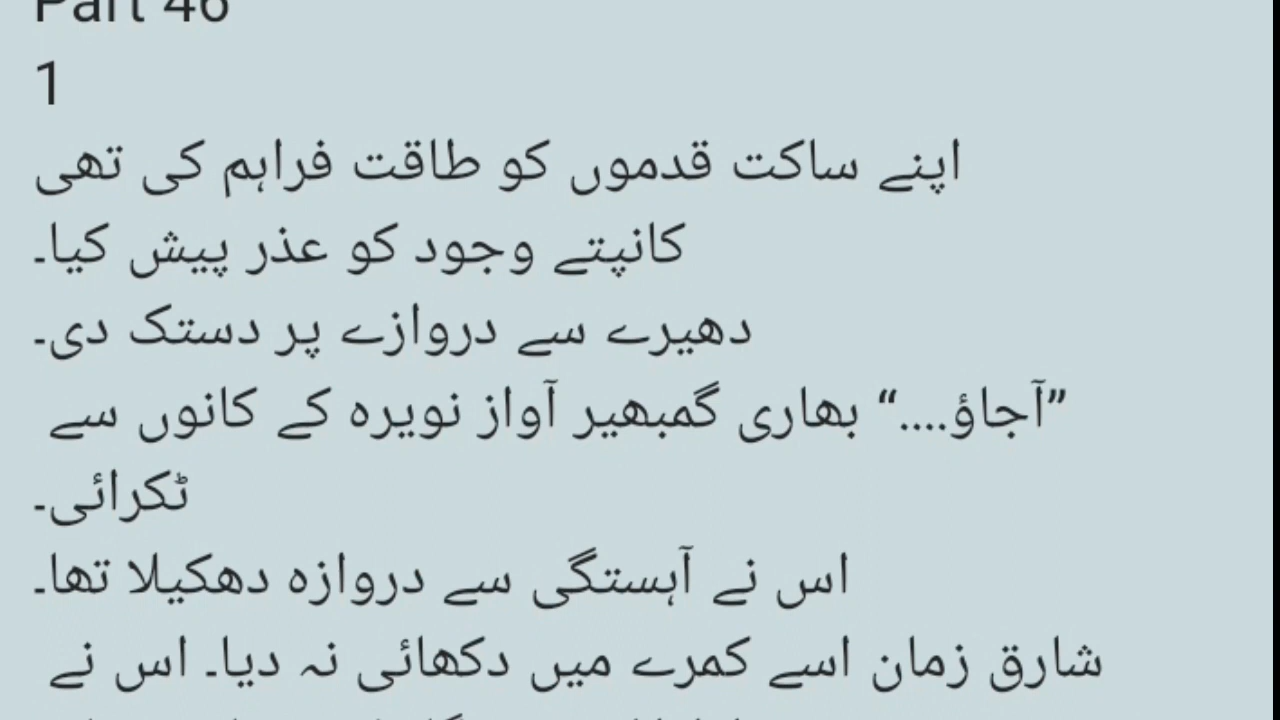 Part 46
1
اپنے ساکت قدموں کو طاقت فراہم کی تھی
کانپتے وجود کو عذر پیش کیا۔
دھیرے سے دروازے پر دستک دی۔
”آجاؤ....“ بھاری گمبھیر آواز نویرہ کے کانوں سے
ٹکرائی۔
اس نے آہستگی سے دروازہ دھکیلا تھا۔
شارق زمان اسے کمرے میں دکھائی نہ دیا۔ اس نے